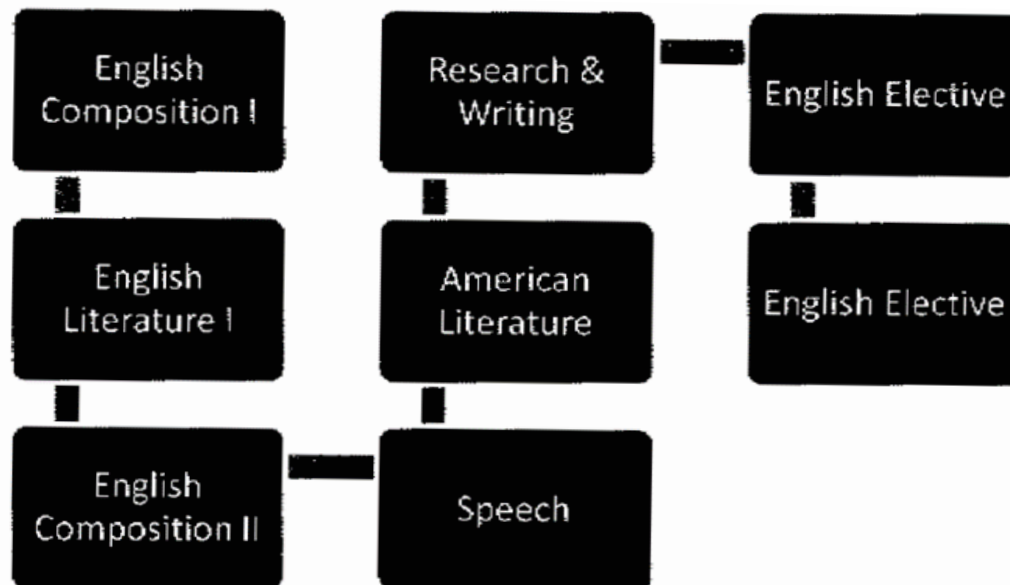 English
Composition I
English
Literature I
English
Composition II
Speech
American
Literature
Research &
Writing
English Elective
English Elective